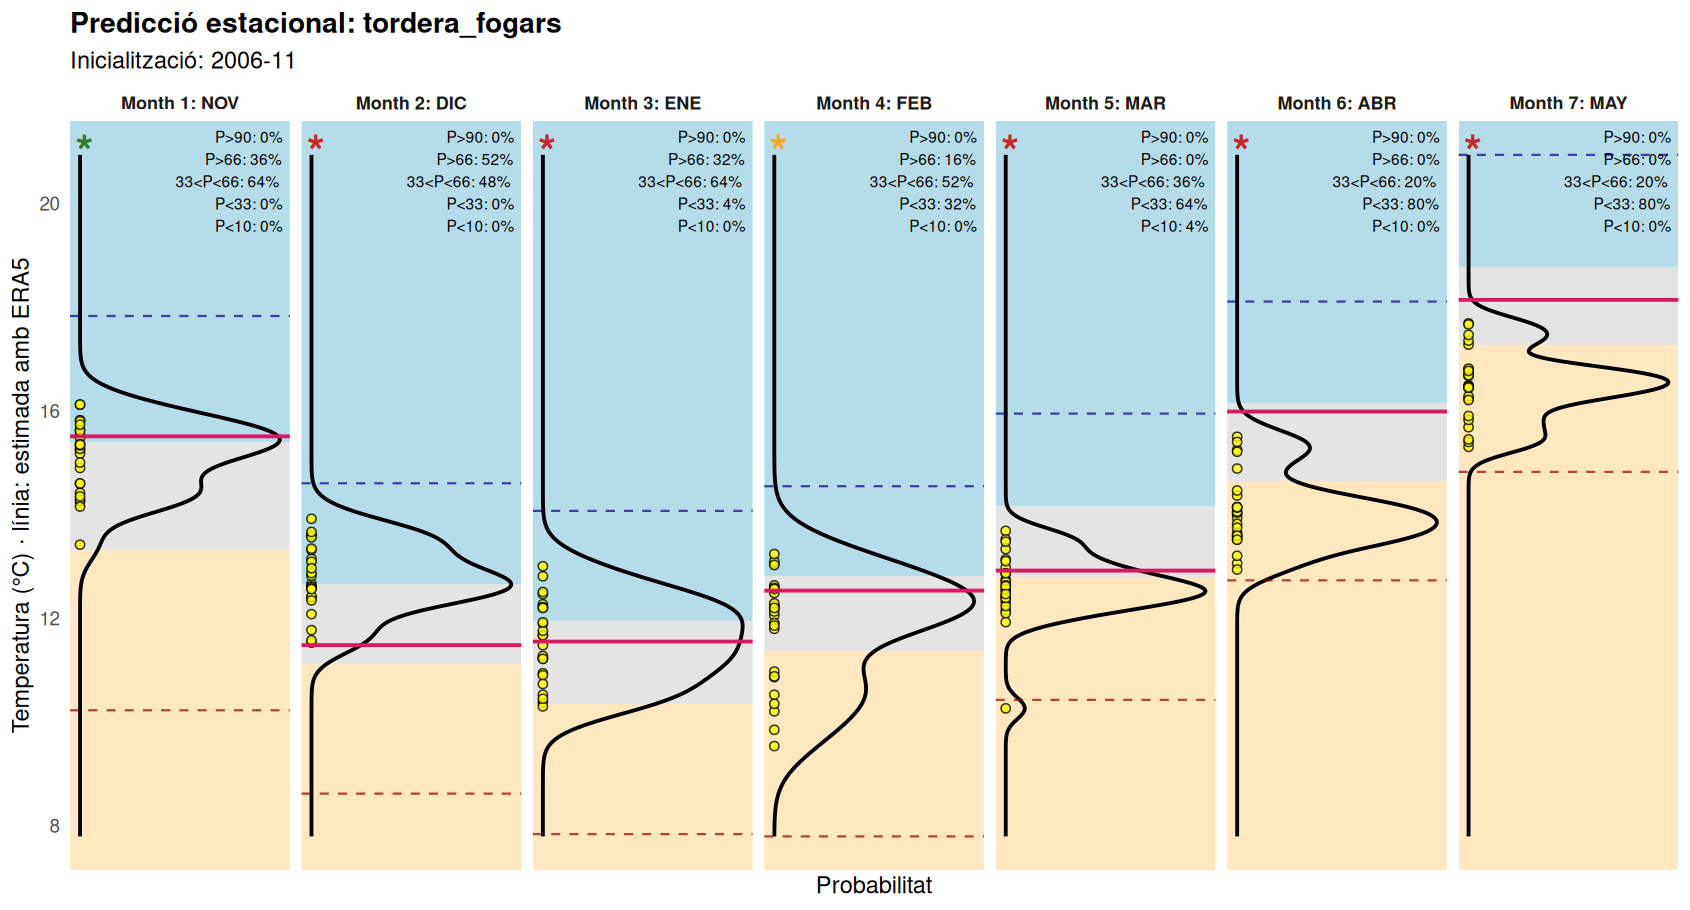 Predicció estacional: tordera_fogars
Inicialització: 2006-11
Month 1: NOV
Month 2: DIC
Month 3: ENE
Month 4: FEB
Month 5: MAR
Month 6: ABR
Month 7: MAY
*
P>90: 0%
P>66: 36%
33<P<66: 64%
P<33: 0%
P<10: 0%
*
P>90: 0%
P>66: 52%
33<P<66: 48%
P<33: 0%
P<10: 0%
*
P>90: 0%
P>66: 32%
33<P<66: 64%
P<33: 4%
P<10: 0%
*
P>90: 0%
P>66: 16%
33<P<66: 52%
P<33: 32%
P<10: 0%
*
P>90: 0%
P>66: 0%
33<P<66: 36%
P<33: 64%
P<10: 4%
*
P>90: 0%
P>66: 0%
33<P<66: 20%
P<33: 80%
P<10: 0%
*
P>90: 0%
P>66: 0%
33<P<66: 20%
P<33: 80%
P<10: 0%
20
16
12
8
Temperatura (°C) · línia: estimada amb ERA5
Probabilitat